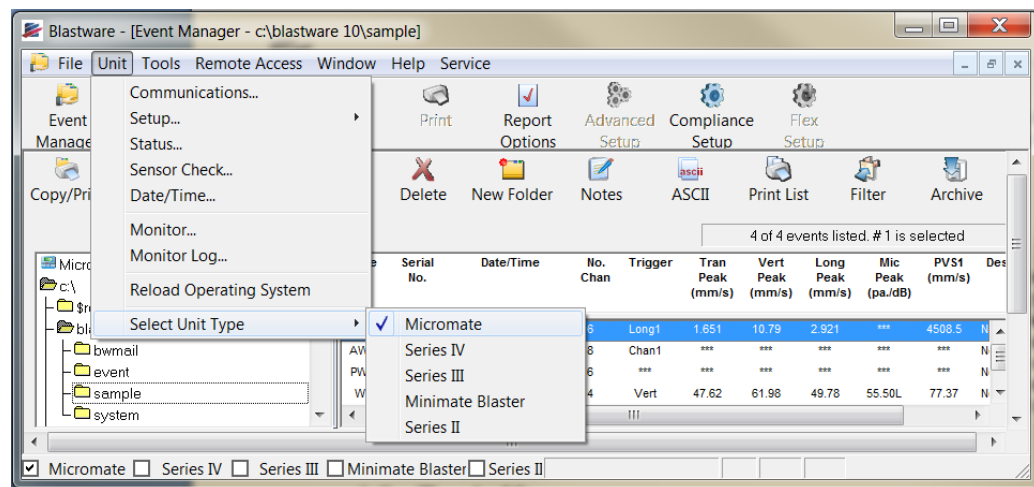 Blastware - [Event Manager - c:\blastware 10\sample]
File Unit Tools Remote Access Window Help Service
Communications...
Setup...
Status...
Sensor Check...
Date/Time...
Monitor...
Monitor Log...
Reload Operating System
Select Unit Type
Micromate
Series IV
Series III
Minimate Blaster
Series II
Event
Print Report Options Advanced Setup Compliance Setup Flex Setup
Delete New Folder Notes ASCII Print List Filter Archive
ascii
4 of 4 events listed. # 1 is selected
c:\
bwmail
event
sample
system
Serial No. Date/Time No. Chan Trigger Tran Peak (mm/s) Vert Peak (mm/s) Long Peak (mm/s) Mic Peak (pa./dB) PVS1 (mm/s)
6 Long1 1.651 10.79 2.921 *** 4508.5 N
AW 8 Chan1 *** *** *** *** *** N
PW 6 *** *** *** *** *** *** N
W 4 Vert 47.62 61.98 49.78 55.50L 77.37 N
Micromate Series IV Series III Minimate Blaster Series II